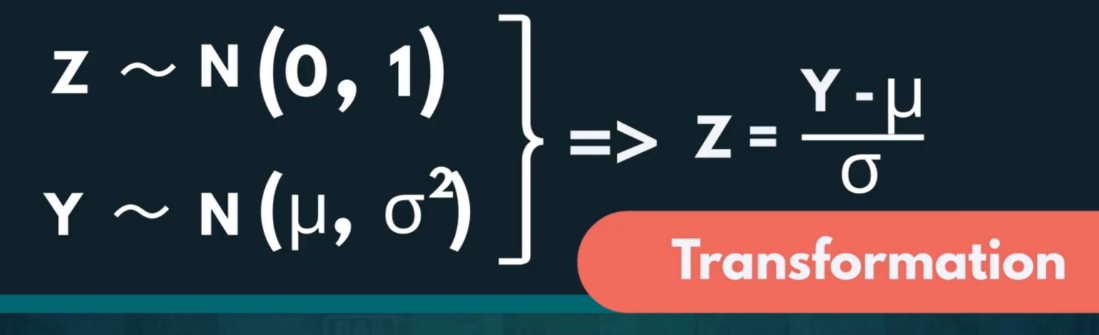 Z ~ N (0, 1)
Y ~ N (μ, σ²)
=> Z = (Y - μ) / σ
Transformation